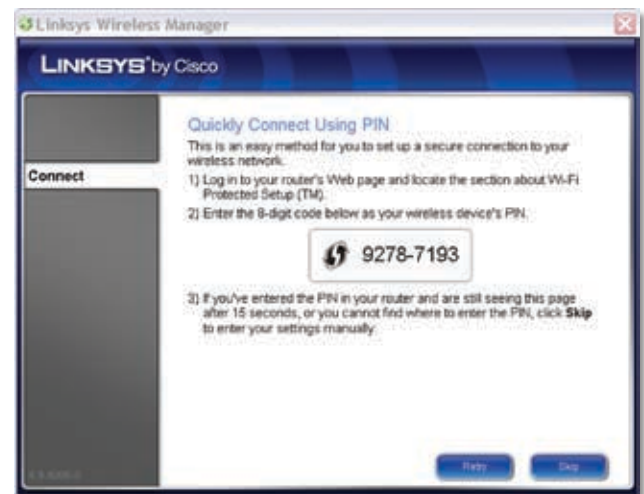 Linksys Wireless Manager
LINKSYS® by Cisco
Connect
Quickly Connect Using PIN
This is an easy method for you to set up a secure connection to your
wireless network.
1) Log in to your router's Web page and locate the section about Wi-Fi
Protected Setup (TM).
2) Enter the 8-digit code below as your wireless device's PIN.
9278-7193
3) If you've entered the PIN in your router and are still seeing this page
after 15 seconds, or you cannot find where to enter the PIN, click Skip
to enter your settings manually.
Retry
Skip